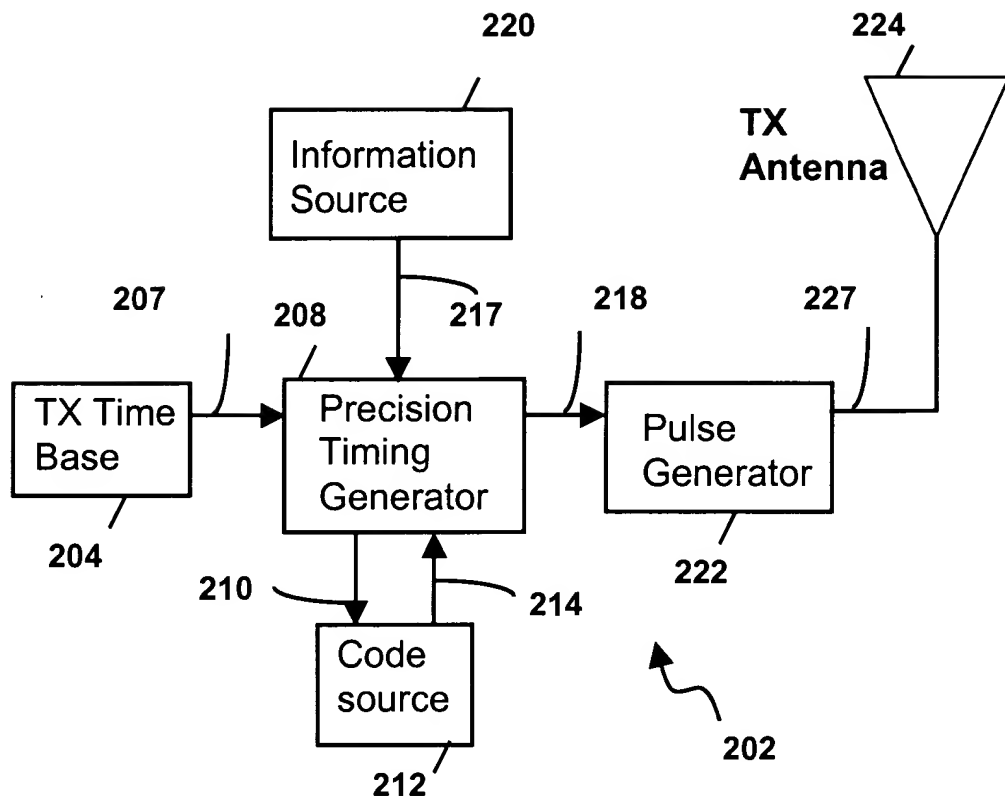 220
224
Information
Source
TX
Antenna
207
208
217
218
227
TX Time
Base
Precision
Timing
Generator
Pulse
Generator
204
222
210
214
Code
source
202
212